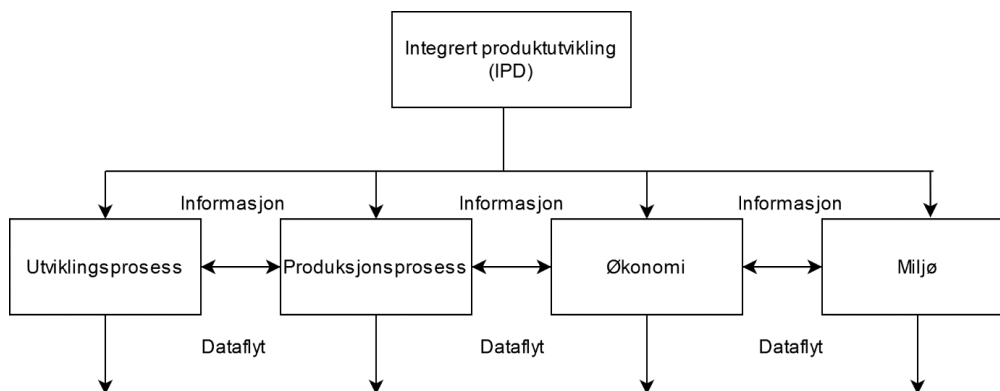 Integrert produktutvikling
(IPD)
Informasjon
Informasjon
Informasjon
Utviklingsprosess
Produksjonsprosess
Økonomi
Miljø
Dataflyt
Dataflyt
Dataflyt